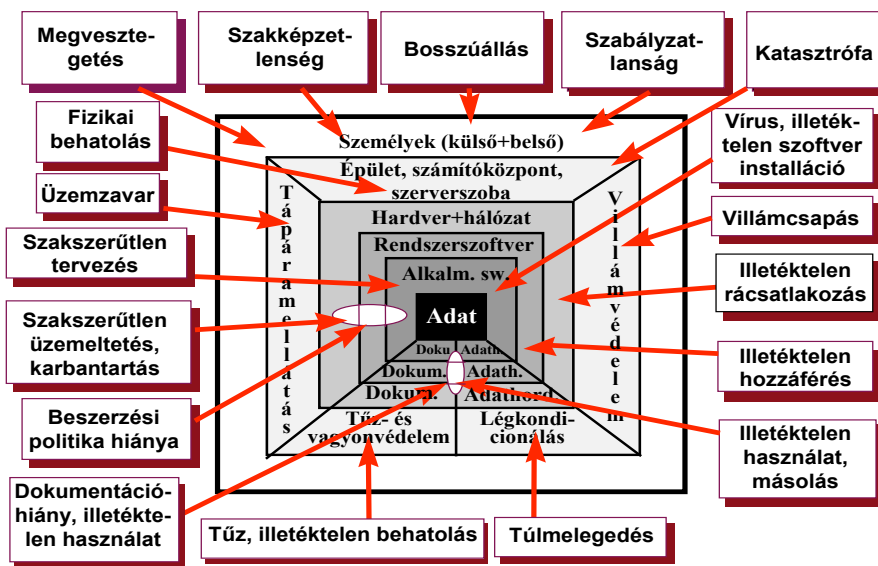 Megveszte-
getés
Szakképzet-
lenség
Bosszúállás
Szabályzat-
lanság
Katasztrófa
Fizikai
behatolás
Üzemzavar
Szakszerűtlen
tervezés
Szakszerűtlen
üzemeltetés,
karbantartás
Beszerzési
politika hiánya
Dokumentáció-
hiány, illetékte-
len használat
Személyek (külső+belső)
Épület, számítóközpont,
szerverszoba
Tápáramellatás
Hardver+hálózat
Rendszerszoftver
Alkalm. sw.
Adat
Doku
Adath.
Dokum.
Adath.
Dokum.
Adathord
Tűz- és
vagyonvédelem
Légkondi-
cionálás
Villámvédelem
Vírus, illeték-
telen szoftver
installáció
Villámcsapás
Illetéktelen
rácsatlakozás
Illetéktelen
hozzáférés
Illetéktelen
használat,
másolás
Tűz, illetéktelen behatolás
Túlmelegedés